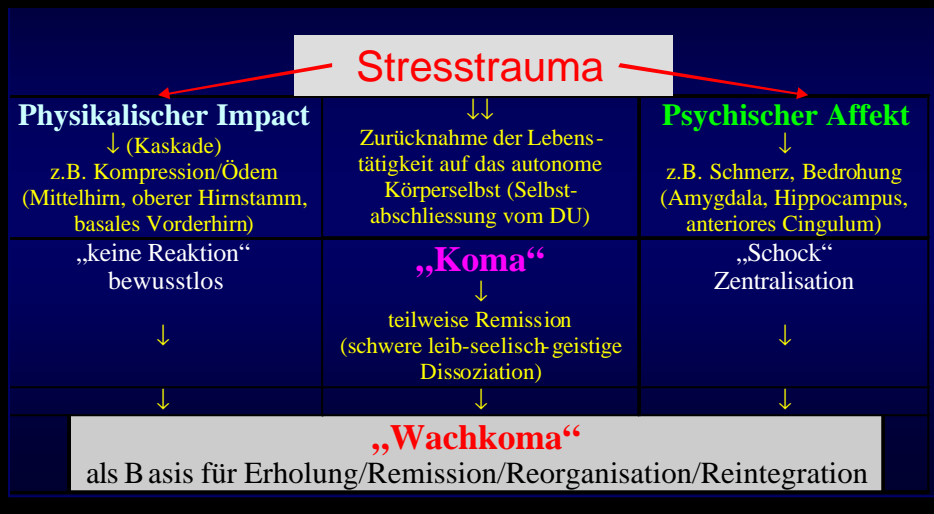 Stresstrauma
Physikalischer Impact
↓ (Kaskade)
z.B. Kompression/Ödem
(Mittelhirn, oberer Hirnstamm,
basales Vorderhirn)
↓↓
Zurücknahme der Lebens-
tätigkeit auf das autonome
Körperselbst (Selbst-
abschliessung vom DU)
Psychischer Affekt
↓
z.B. Schmerz, Bedrohung
(Amygdala, Hippocampus,
anteriores Cingulum)
„keine Reaktion“
bewusstlos
↓
„Koma“
↓
teilweise Remission
(schwere leib-seelisch-geistige
Dissoziation)
„Schock“
Zentralisation
↓
↓ ↓ ↓
„Wachkoma“
als Basis für Erholung/Remission/Reorganisation/Reintegration